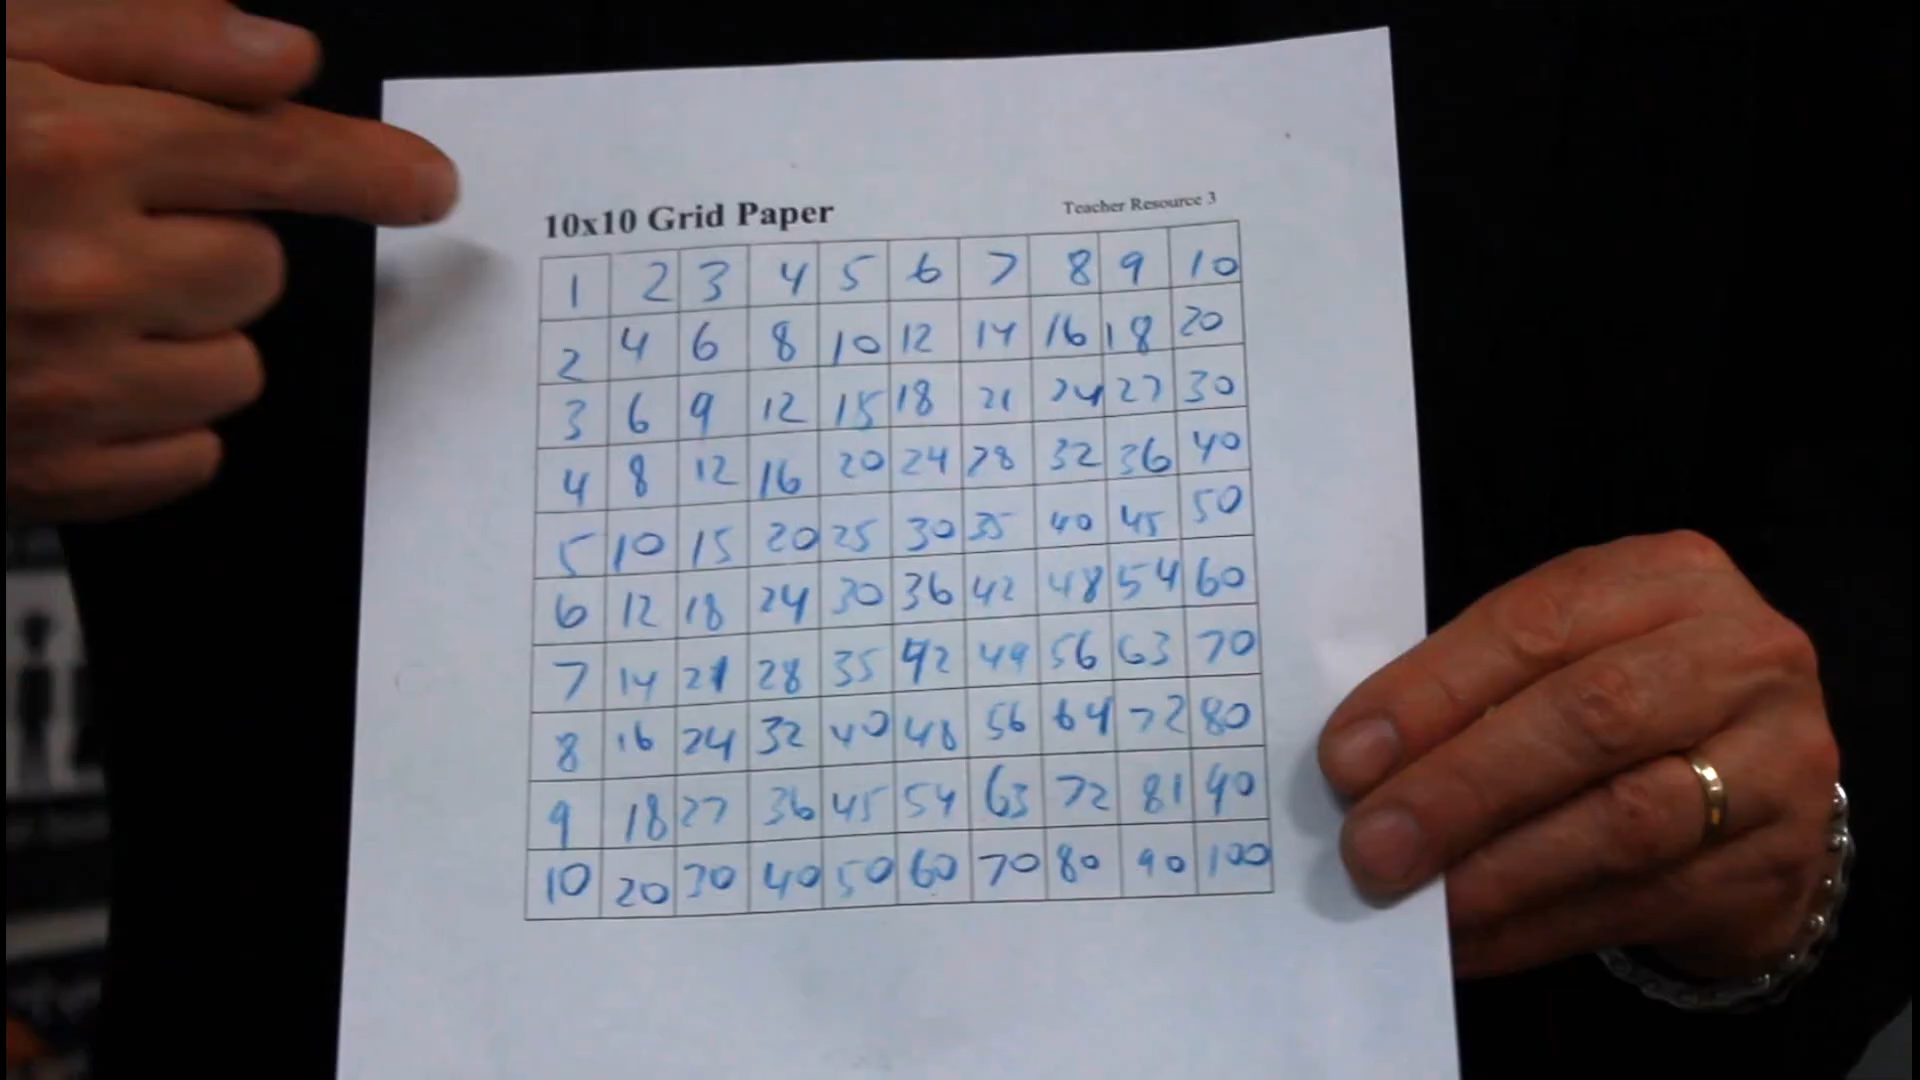 10x10 Grid Paper
Teacher Resource 3
1 2 3 4 5 6 7 8 9 10
2 4 6 8 10 12 14 16 18 20
3 6 9 12 15 18 21 24 27 30
4 8 12 16 20 24 28 32 36 40
5 10 15 20 25 30 35 40 45 50
6 12 18 24 30 36 42 48 54 60
7 14 21 28 35 42 49 56 63 70
8 16 24 32 40 48 56 64 72 80
9 18 27 36 45 54 63 72 81 90
10 20 30 40 50 60 70 80 90 100